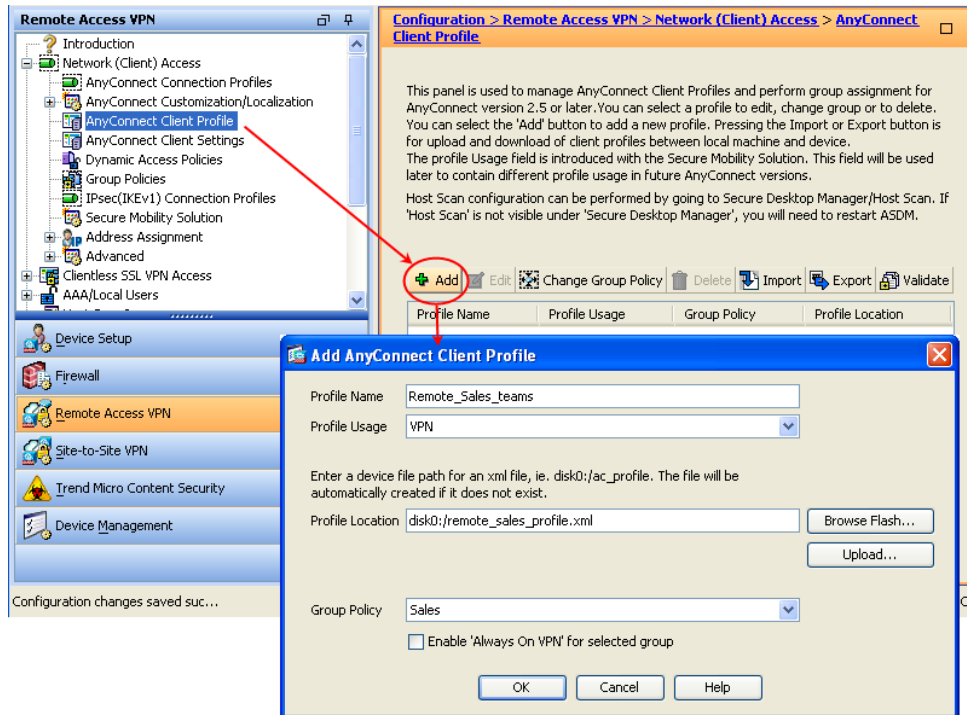 Remote Access VPN
Introduction
Network (Client) Access
AnyConnect Connection Profiles
AnyConnect Customization/Localization
AnyConnect Client Profile
AnyConnect Client Settings
Dynamic Access Policies
Group Policies
IPsec(IKEv1) Connection Profiles
Secure Mobility Solution
Address Assignment
Advanced
Clientless SSL VPN Access
AAA/Local Users
Device Setup
Firewall
Remote Access VPN
Site-to-Site VPN
Trend Micro Content Security
Device Management
Configuration changes saved suc...
Configuration > Remote Access VPN > Network (Client) Access > AnyConnect
Client Profile
This panel is used to manage AnyConnect Client Profiles and perform group assignment for
AnyConnect version 2.5 or later.You can select a profile to edit, change group or to delete.
You can select the 'Add' button to add a new profile. Pressing the Import or Export button is
for upload and download of client profiles between local machine and device.
The profile Usage field is introduced with the Secure Mobility Solution. This field will be used
later to contain different profile usage in future AnyConnect versions.
Host Scan configuration can be performed by going to Secure Desktop Manager/Host Scan. If
'Host Scan' is not visible under 'Secure Desktop Manager', you will need to restart ASDM.
Add Edit Change Group Policy Delete Import Export Validate
Profile Name Profile Usage Group Policy Profile Location
Add AnyConnect Client Profile
Profile Name Remote_Sales_teams
Profile Usage VPN
Enter a device file path for an xml file, ie. disk0:/ac_profile. The file will be
automatically created if it does not exist.
Profile Location disk0:/remote_sales_profile.xml Browse Flash...
Upload...
Group Policy Sales
Enable 'Always On VPN' for selected group
OK Cancel Help